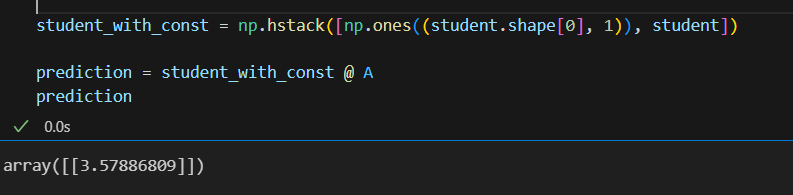 student_with_const = np.hstack([np.ones((student.shape[0], 1)), student])
prediction = student_with_const @ A
prediction
✓ 0.0s
array([[3.57886809]])